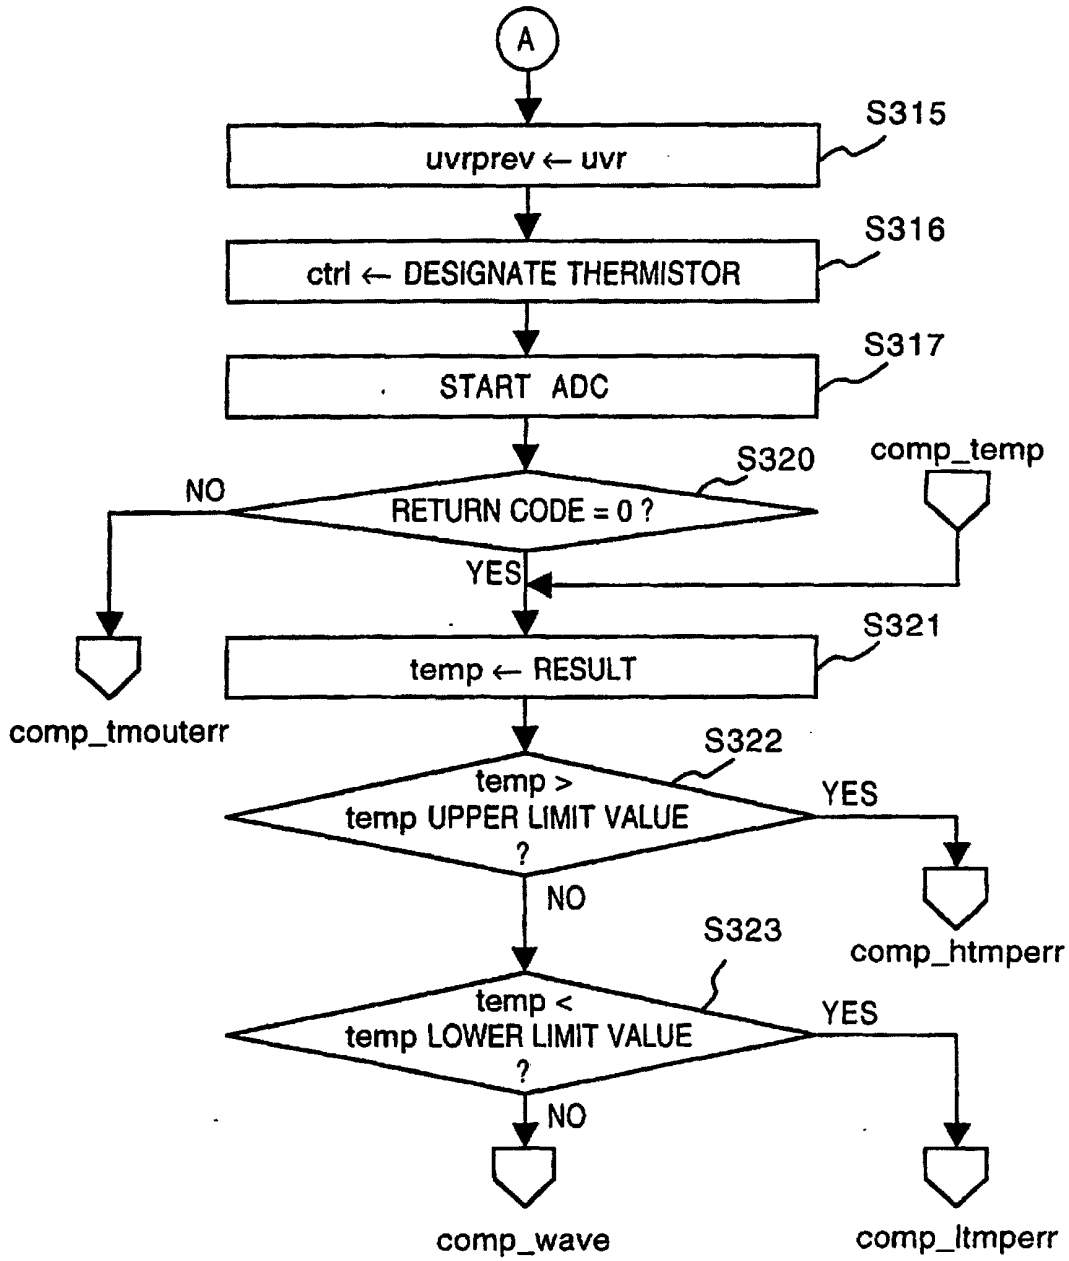 A
S315
uvrprev ← uvr
S316
ctrl ← DESIGNATE THERMISTOR
S317
START ADC
S320
comp_temp
NO
RETURN CODE = 0 ?
YES
S321
temp ← RESULT
comp_tmouterr
S322
temp >
YES
temp UPPER LIMIT VALUE
?
NO
S323
comp_htmperr
temp <
YES
temp LOWER LIMIT VALUE
?
NO
comp_wave
comp_ltmperr